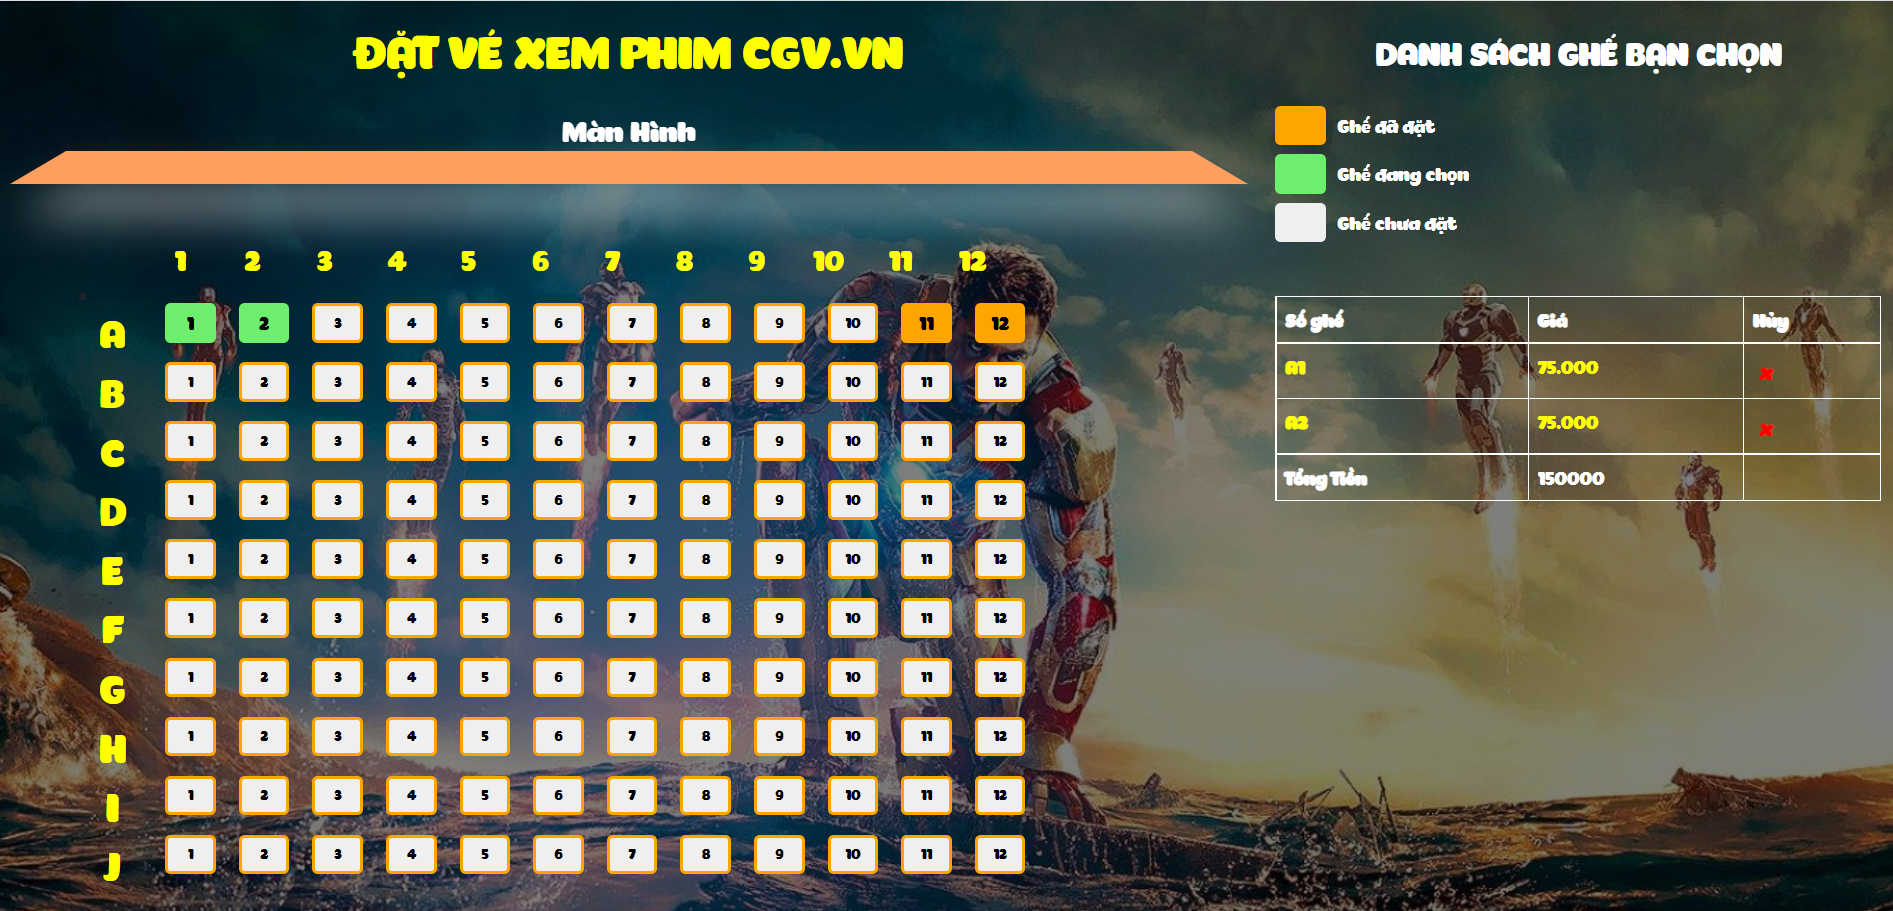 ĐẶT VÉ XEM PHIM CGV.VN
Màn Hình
1 2 3 4 5 6 7 8 9 10 11 12
A 1 2 3 4 5 6 7 8 9 10 11 12
B 1 2 3 4 5 6 7 8 9 10 11 12
C 1 2 3 4 5 6 7 8 9 10 11 12
D 1 2 3 4 5 6 7 8 9 10 11 12
E 1 2 3 4 5 6 7 8 9 10 11 12
F 1 2 3 4 5 6 7 8 9 10 11 12
G 1 2 3 4 5 6 7 8 9 10 11 12
H 1 2 3 4 5 6 7 8 9 10 11 12
I 1 2 3 4 5 6 7 8 9 10 11 12
J 1 2 3 4 5 6 7 8 9 10 11 12
DANH SÁCH GHẾ BẠN CHỌN
Ghế đã đặt
Ghế đang chọn
Ghế chưa đặt
Số ghế Giá Hủy
A1 75.000 x
A2 75.000 x
Tổng Tiền 150000